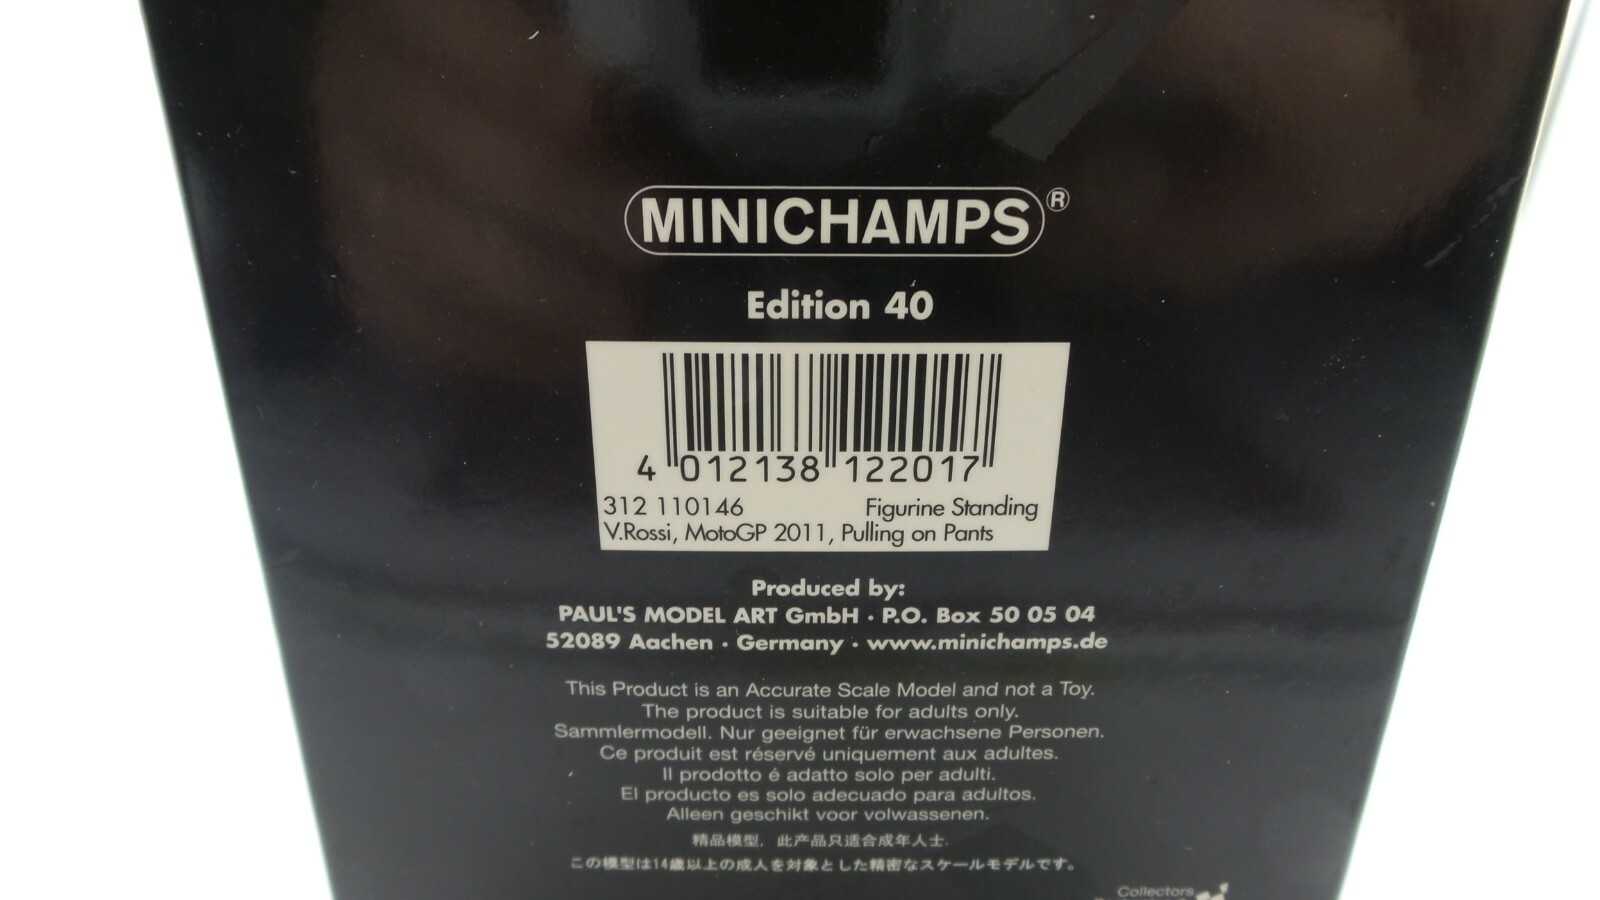 MINICHAMPS®
Edition 40
4 012138 122017
312 110146 Figurine Standing
V.Rossi, MotoGP 2011, Pulling on Pants
Produced by:
PAUL'S MODEL ART GmbH · P.O. Box 50 05 04
52089 Aachen · Germany · www.minichamps.de
This Product is an Accurate Scale Model and not a Toy.
The product is suitable for adults only.
Sammlermodell. Nur geeignet für erwachsene Personen.
Ce produit est réservé uniquement aux adultes.
Il prodotto é adatto solo per adulti.
El producto es solo adecuado para adultos.
Alleen geschikt voor volwassenen.
精品模型，此产品只适合成年人士.
この模型は14歳以上の成人を対象とした精密なスケールモデルです。
Collectors